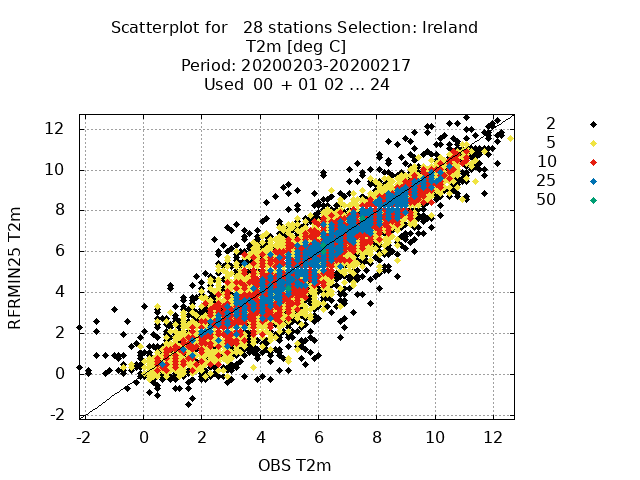 Scatterplot for 28 stations Selection: Ireland
T2m [deg C]
Period: 20200203-20200217
Used 00 + 01 02 ... 24
2
5
10
25
50
12
10
8
6
4
2
0
-2
RFRMIN25 T2m
-2 0 2 4 6 8 10 12
OBS T2m